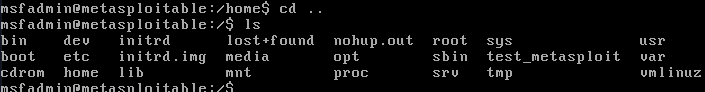 msfadmin@metasploitable:/home$ cd ..
msfadmin@metasploitable:/$ ls
bin    dev   initrd      lost+found  nohup.out  root  sys              usr
boot   etc   initrd.img  media       opt        sbin  test_metasploit  var
cdrom  home  lib         mnt         proc       srv   tmp              vmlinuz
msfadmin@metasploitable:/$